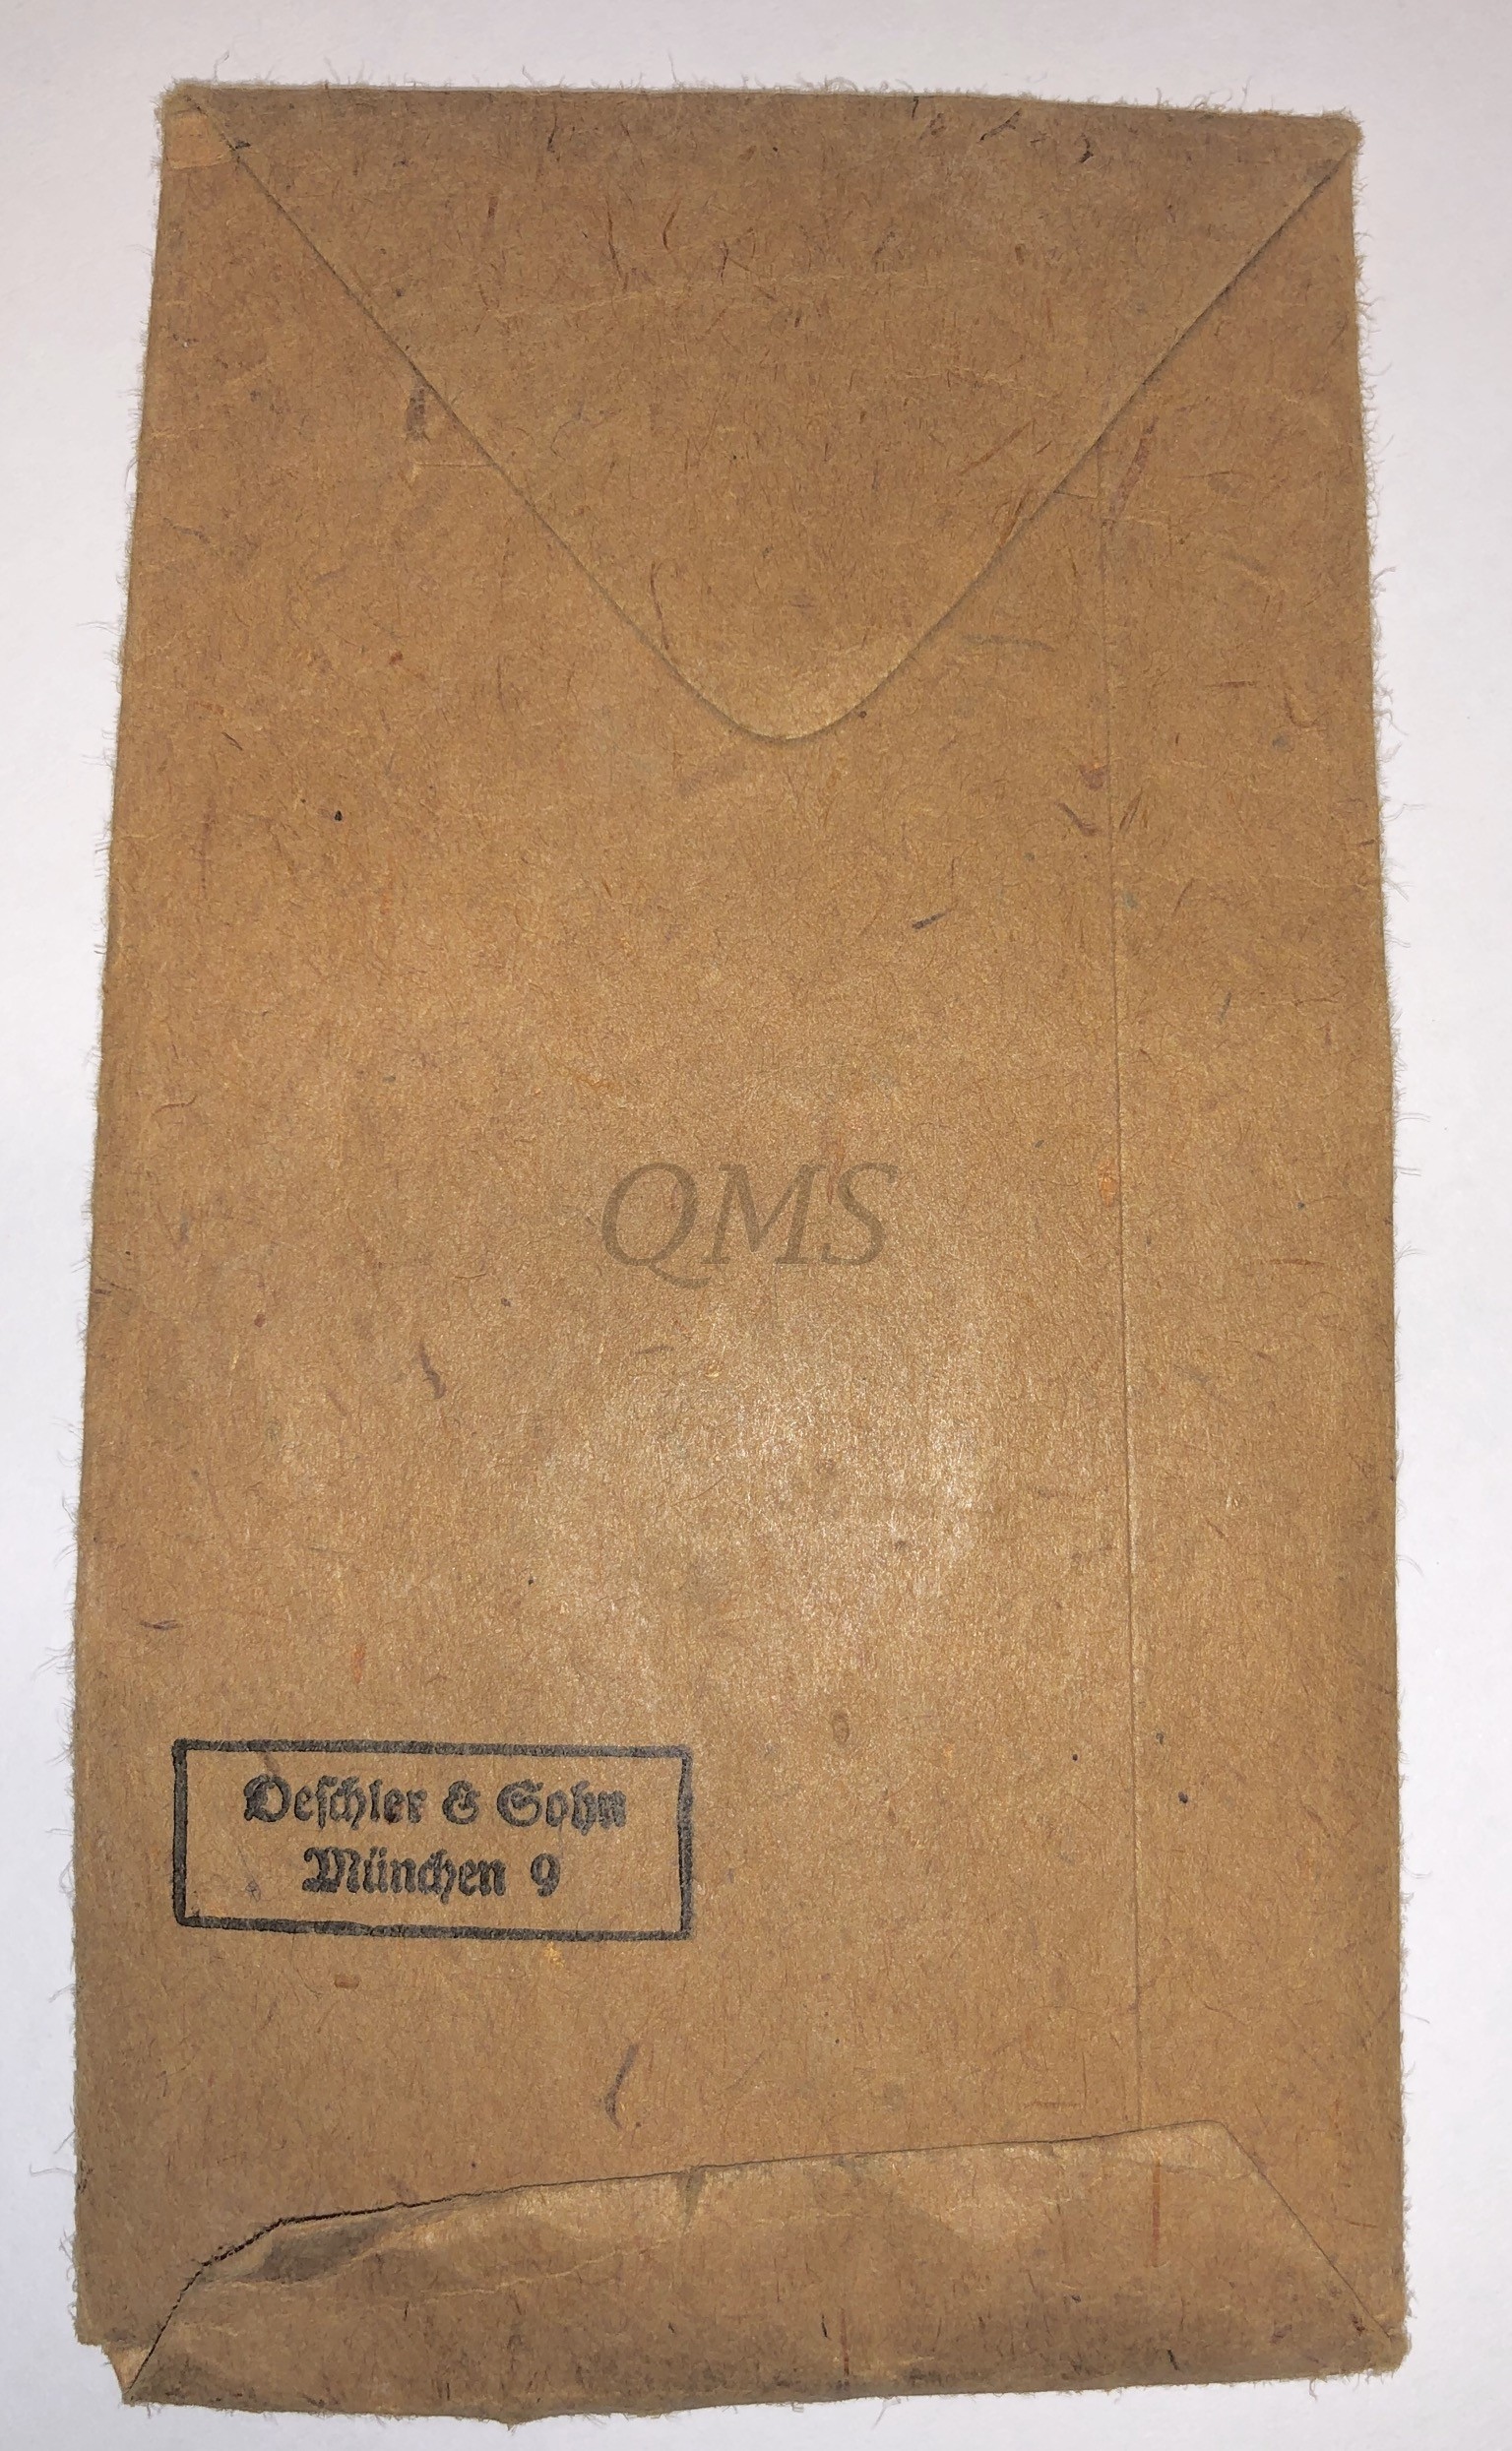 QMS
Deschler & Sohn
München 9